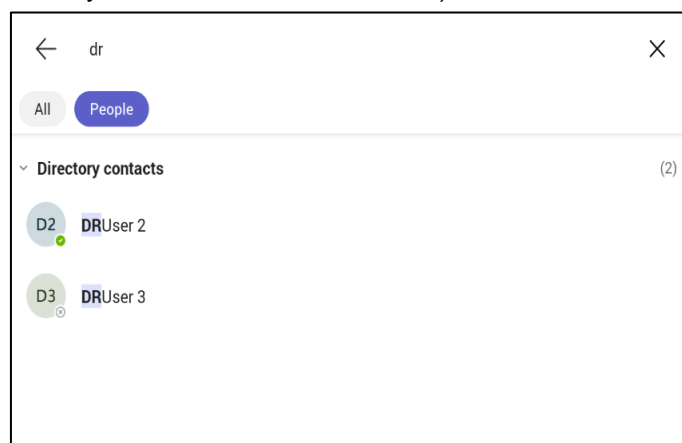 dr
All People
Directory contacts (2)
D2 DRUser 2
D3 DRUser 3